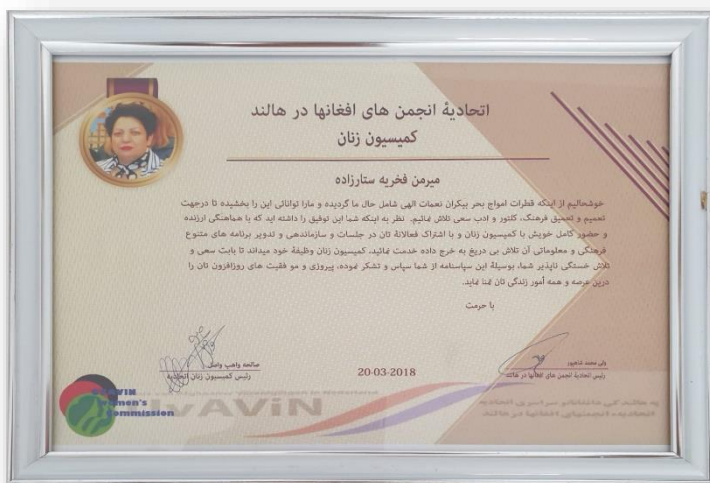 اتحادیهٔ انجمن های افغانها در هالند
کمیسیون زنان
میرمن فخریه ستارزاده
خوشحالیم از اینکه قطرات امواج بحر بیکران نعمات الهی شامل حال ما گردیده و مارا توانائی این را بخشیده تا درجهت
تعمیم و تعمیق فرهنگ، کلتور و ادب سعی تلاش نمائیم. نظر به اینکه شما این توفیق را داشته اید که با هماهنگی ارزنده
و حضور کامل خویش با کمیسیون زنان و با اشتراک فعالانهٔ تان در جلسات و سازماندهی و تدویر برنامه های متنوع
فرهنگی و معلوماتی آن تلاش بی دریغ به خرج داده خدمت نمائید. کمیسیون زنان وظیفهٔ خود میداند تا بابت سعی و
تلاش خستگی ناپذیر شما، بوسیلهٔ این سپاسنامه از شما سپاس و تشکر نموده، پیروزی و مو فقیت های روزافزون تان را
درین عرصه و همه أمور زندگی تان تمنا نماید.
با حرمت
ولی محمد شاهپور
رئیس اتحادیهٔ انجمن های افغانها در هالند
20-03-2018
صالحه واهب واصل
رئیس کمیسیون زنان اتحادیه
Women's
Commission
AVIN